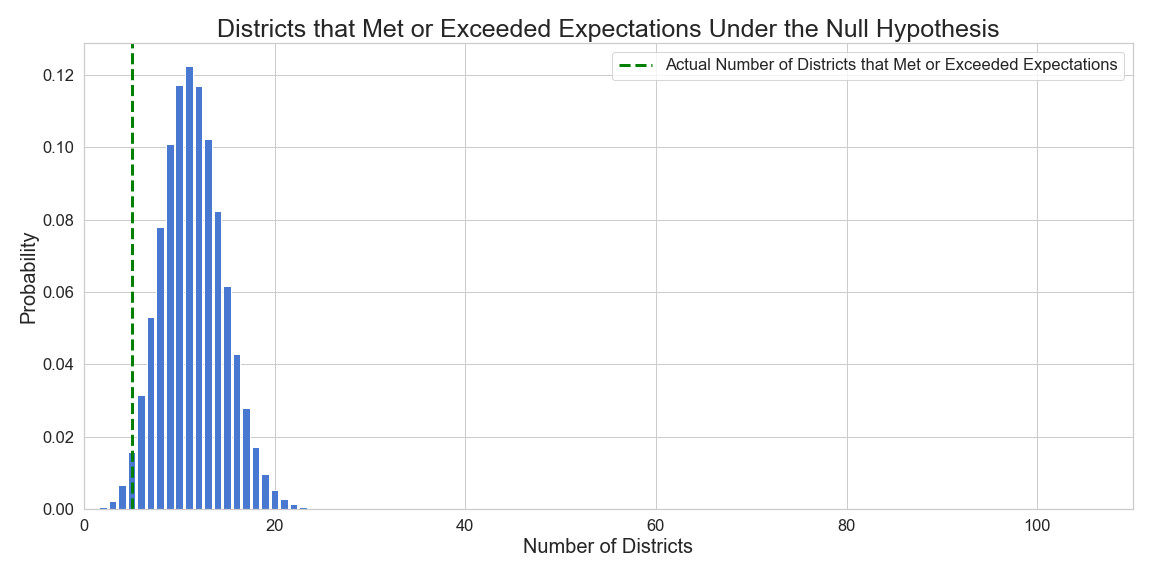 Districts that Met or Exceeded Expectations Under the Null Hypothesis
Actual Number of Districts that Met or Exceeded Expectations
0.12
0.10
0.08
0.06
0.04
0.02
0.00
Probability
0 20 40 60 80 100
Number of Districts